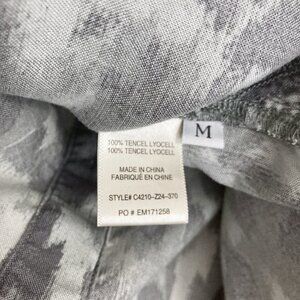 100% TENCEL LYOCELL
100% TENCEL LYOCELL
MADE IN CHINA
FABRIQUÉ EN CHINE
STYLE# C4210-Z24-370
PO # EM171258
M